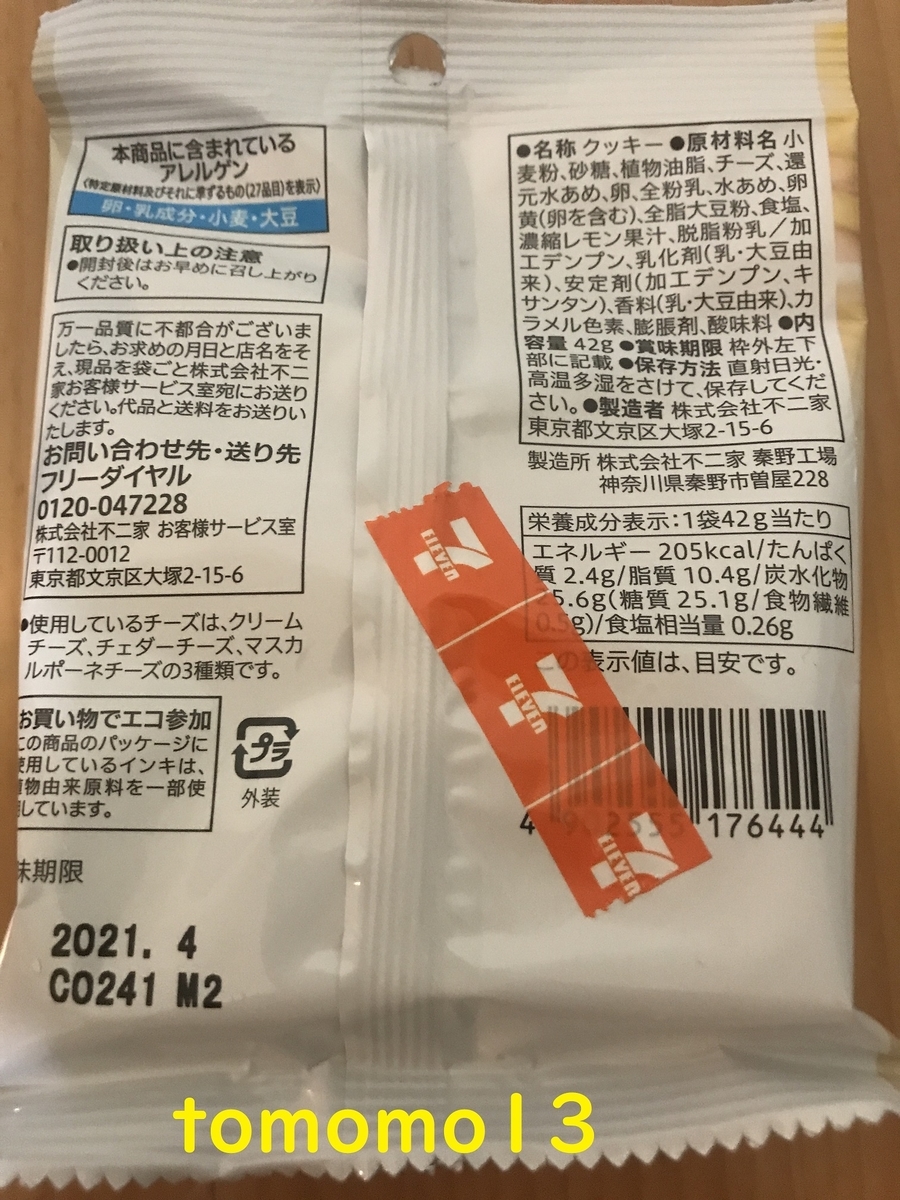 本商品に含まれている
アレルゲン
〈特定原材料及びそれに準ずるもの(27品目)を表示〉
卵・乳成分・小麦・大豆
取り扱い上の注意
●開封後はお早めに召し上がり
ください。
万一品質に不都合がございま
したら、お求めの月日と店名をそ
え、現品を袋ごと株式会社不二
家お客様サービス室宛にお送り
ください。代品と送料をお送りい
たします。
お問い合わせ先・送り先
フリーダイヤル
0120-047228
株式会社不二家 お客様サービス室
〒112-0012
東京都文京区大塚2-15-6
●使用しているチーズは、クリーム
チーズ、チェダーチーズ、マスカ
ルポーネチーズの3種類です。
お買い物でエコ参加
この商品のパッケージに
使用しているインキは、
植物由来原料を一部使
用しています。
プラ
外装
味期限
2021. 4
CO241 M2
●名称 クッキー ●原材料名 小
麦粉、砂糖、植物油脂、チーズ、還
元水あめ、卵、全粉乳、水あめ、卵
黄(卵を含む)、全脂大豆粉、食塩、
濃縮レモン果汁、脱脂粉乳/加
工デンプン、乳化剤(乳・大豆由
来)、安定剤(加工デンプン、キ
サンタン)、香料(乳・大豆由来)、カ
ラメル色素、膨脹剤、酸味料 ●内
容量 42g ●賞味期限 枠外左下
部に記載 ●保存方法 直射日光・
高温多湿をさけて、保存してくだ
さい。●製造者 株式会社不二家
東京都文京区大塚2-15-6
製造所 株式会社不二家 秦野工場
神奈川県秦野市曽屋228
栄養成分表示:1袋42g当たり
エネルギー 205kcal/たんぱく
質 2.4g/脂質 10.4g/炭水化物
25.6g(糖質 25.1g/食物繊維
0.5g)/食塩相当量 0.26g
この表示値は、目安です。
4 902555 176444
7 ELEVEn
7 ELEVEn
7 ELEVEn
tomomo13